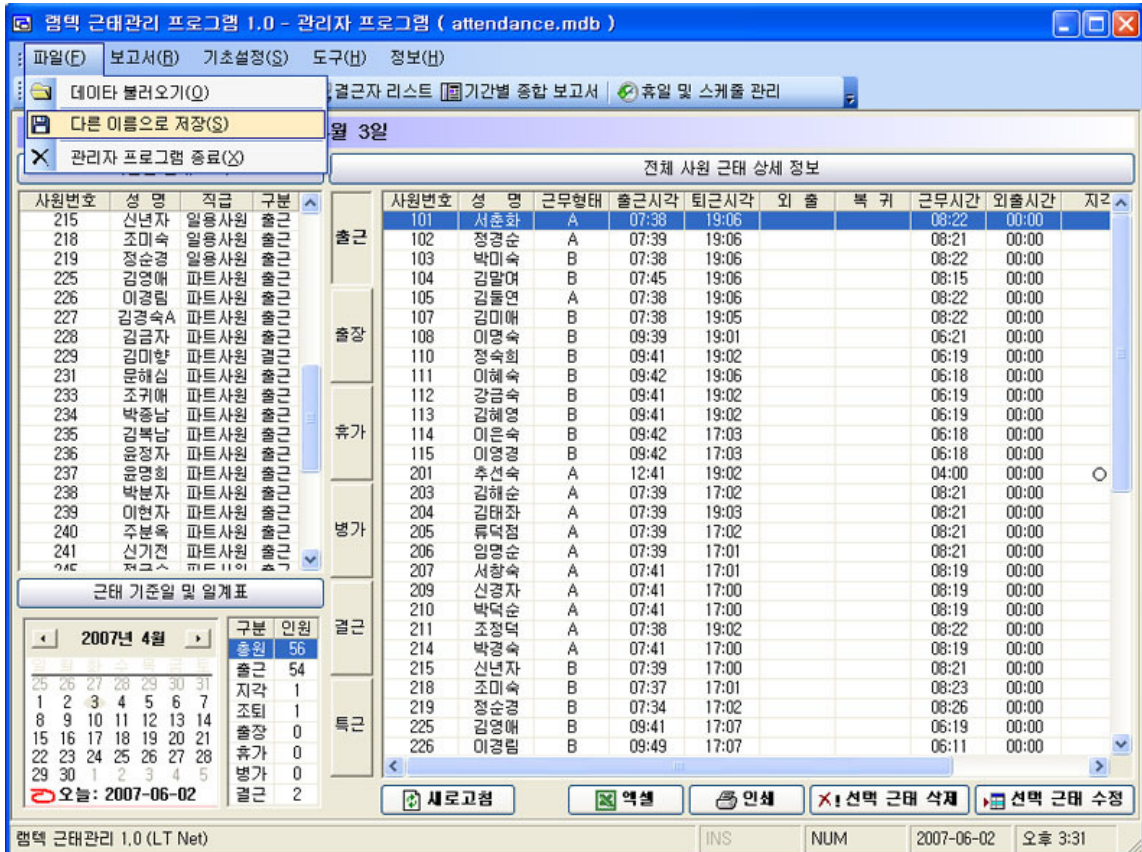 램텍 근태관리 프로그램 1.0 - 관리자 프로그램 ( attendance.mdb )
파일(F) 보고서(R) 기초설정(S) 도구(H) 정보(H)
데이타 불러오기(O)
결근자 리스트 기간별 종합 보고서 휴일 및 스케줄 관리
다른 이름으로 저장(S)
월 3일
관리자 프로그램 종료(X)
전체 사원 근태 상세 정보
사원번호 성 명 직급 구분
215 신년자 일용사원 출근
218 조미숙 일용사원 출근
219 정순경 일용사원 출근
225 김영애 파트사원 출근
226 이경림 파트사원 출근
227 김경숙A 파트사원 출근
228 김금자 파트사원 출근
229 김미향 파트사원 결근
231 문해심 파트사원 출근
233 조귀애 파트사원 출근
234 박종남 파트사원 출근
235 김복남 파트사원 출근
236 윤정자 파트사원 출근
237 윤명희 파트사원 출근
238 박분자 파트사원 출근
239 이현자 파트사원 출근
240 주분옥 파트사원 출근
241 신기전 파트사원 출근
근태 기준일 및 일계표
2007년 4월
일 월 화 수 목 금 토
25 26 27 28 29 30 31
1 2 3 4 5 6 7
8 9 10 11 12 13 14
15 16 17 18 19 20 21
22 23 24 25 26 27 28
29 30 1 2 3 4 5
오늘: 2007-06-02
구분 인원
총원 56
출근 54
지각 1
조퇴 1
출장 0
휴가 0
병가 0
결근 2
출근
출장
휴가
병가
결근
특근
사원번호 성 명 근무형태 출근시각 퇴근시각 외 출 복 귀 근무시간 외출시간
101 서춘화 A 07:38 19:06 08:22 00:00
102 정경순 A 07:39 19:06 08:21 00:00
103 박미숙 B 07:38 19:06 08:22 00:00
104 김말여 B 07:45 19:06 08:15 00:00
105 김둘연 A 07:38 19:06 08:22 00:00
107 김미애 B 07:38 19:05 08:22 00:00
108 이명숙 B 09:39 19:01 06:21 00:00
110 정숙희 B 09:41 19:02 06:19 00:00
111 이혜숙 B 09:42 19:06 06:18 00:00
112 강금숙 B 09:41 19:02 06:19 00:00
113 김혜영 B 09:41 19:02 06:19 00:00
114 이은숙 B 09:42 17:03 06:18 00:00
115 이영경 B 09:42 17:03 06:18 00:00
201 추선숙 A 12:41 19:02 04:00 00:00 ○
203 김해순 A 07:39 17:02 08:21 00:00
204 김태좌 A 07:39 19:03 08:21 00:00
205 류덕점 A 07:39 17:02 08:21 00:00
206 임명순 A 07:39 17:01 08:21 00:00
207 서창숙 A 07:41 17:01 08:19 00:00
209 신경자 A 07:41 17:00 08:19 00:00
210 박덕순 A 07:41 17:00 08:19 00:00
211 조정덕 A 07:38 19:02 08:22 00:00
214 박경숙 A 07:41 17:00 08:19 00:00
215 신년자 B 07:39 17:00 08:21 00:00
218 조미숙 B 07:37 17:01 08:23 00:00
219 정순경 B 07:34 17:02 08:26 00:00
225 김영애 B 09:41 17:07 06:19 00:00
226 이경림 B 09:49 17:07 06:11 00:00
새로고침 엑셀 인쇄 선택 근태 삭제 선택 근태 수정
램텍 근태관리 1.0 (LT Net) INS NUM 2007-06-02 오후 3:31